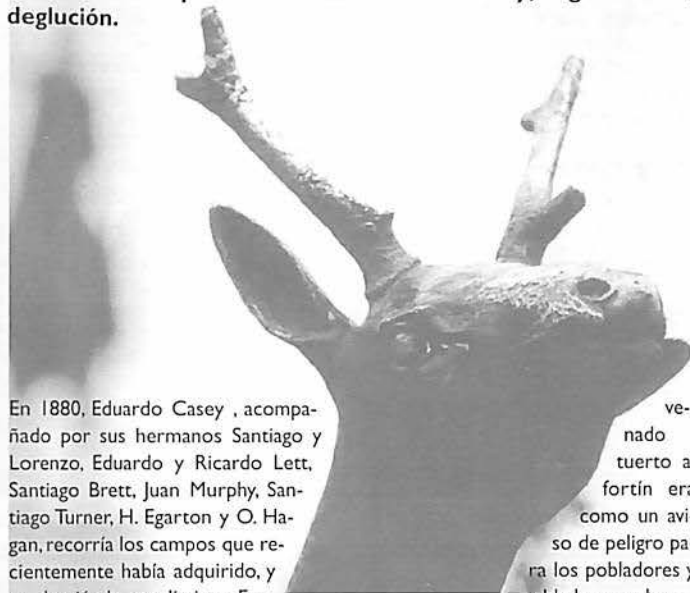 deglución.
En 1880, Eduardo Casey , acompa-
ñado por sus hermanos Santiago y
Lorenzo, Eduardo y Ricardo Lett,
Santiago Brett, Juan Murphy, San-
tiago Turner, H. Egarton y O. Ha-
gan, recorría los campos que re-
cientemente había adquirido, y
ve-
nado
tuerto al
fortín era
como un avi-
so de peligro pa-
ra los pobladores y